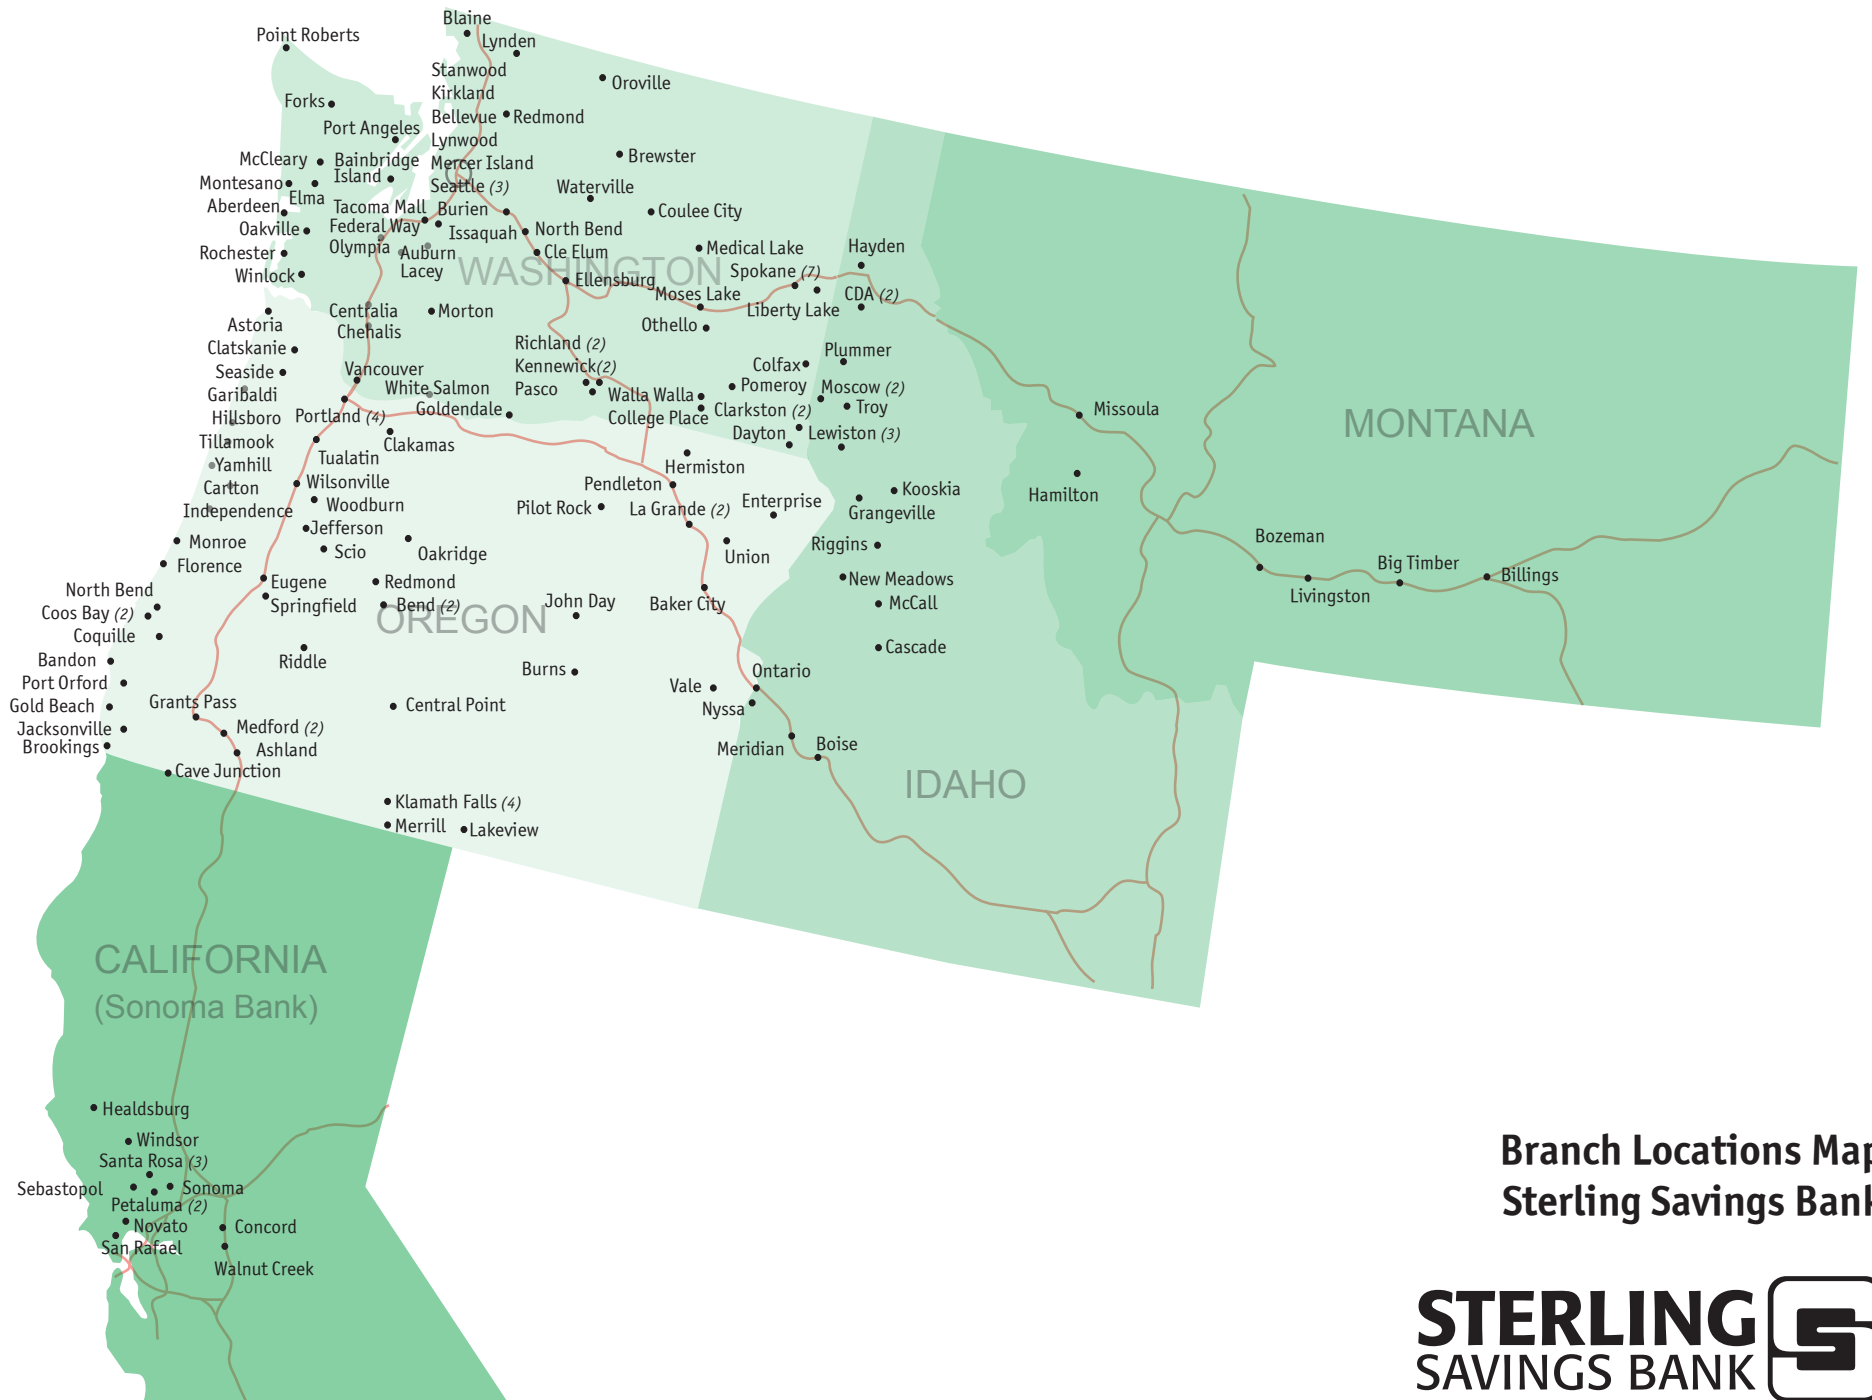 Blaine
Point Roberts
Lynden
Stanwood
Oroville
Kirkland
Forks
Bellevue
Redmond
Port Angeles
Lynwood
McCleary
Bainbridge
Island
Mercer Island
Brewster
Montesano
Elma
Seattle (3)
Waterville
Aberdeen
Tacoma Mall
Burien
Coulee City
Oakville
Federal Way
Issaquah
North Bend
Rochester
Olympia
Auburn
Cle Elum
Medical Lake
Hayden
Winlock
Lacey
WASHINGTON
Spokane (7)
Ellensburg
Moses Lake
CDA (2)
Liberty Lake
Astoria
Centralia
Morton
Othello
Chehalis
Clatskanie
Richland (2)
Plummer
Seaside
Vancouver
Kennewick(2)
Colfax
Garibaldi
White Salmon
Pasco
Walla Walla
Pomeroy
Moscow (2)
Hillsboro
Portland (4)
Goldendale
College Place
Clarkston (2)
Troy
Missoula
MONTANA
Tillamook
Clakamas
Dayton
Lewiston (3)
Yamhill
Tualatin
Hermiston
Carlton
Wilsonville
Pendleton
Kooskia
Hamilton
Independence
Woodburn
Pilot Rock
La Grande (2)
Enterprise
Grangeville
Jefferson
Monroe
Scio
Oakridge
Union
Riggins
Bozeman
Florence
Big Timber
Billings
North Bend
Eugene
Redmond
New Meadows
Livingston
Coos Bay (2)
Springfield
Bend (2)
John Day
Baker City
McCall
OREGON
Coquille
Bandon
Riddle
Burns
Cascade
Port Orford
Vale
Ontario
Gold Beach
Grants Pass
Central Point
Nyssa
Jacksonville
Medford (2)
Brookings
Ashland
Meridian
Boise
Cave Junction
IDAHO
Klamath Falls (4)
Merrill
Lakeview
CALIFORNIA
(Sonoma Bank)
Healdsburg
Windsor
Santa Rosa (3)
Sebastopol
Sonoma
Petaluma (2)
Novato
Concord
San Rafael
Walnut Creek
Branch Locations Map
Sterling Savings Bank
STERLING
SAVINGS BANK